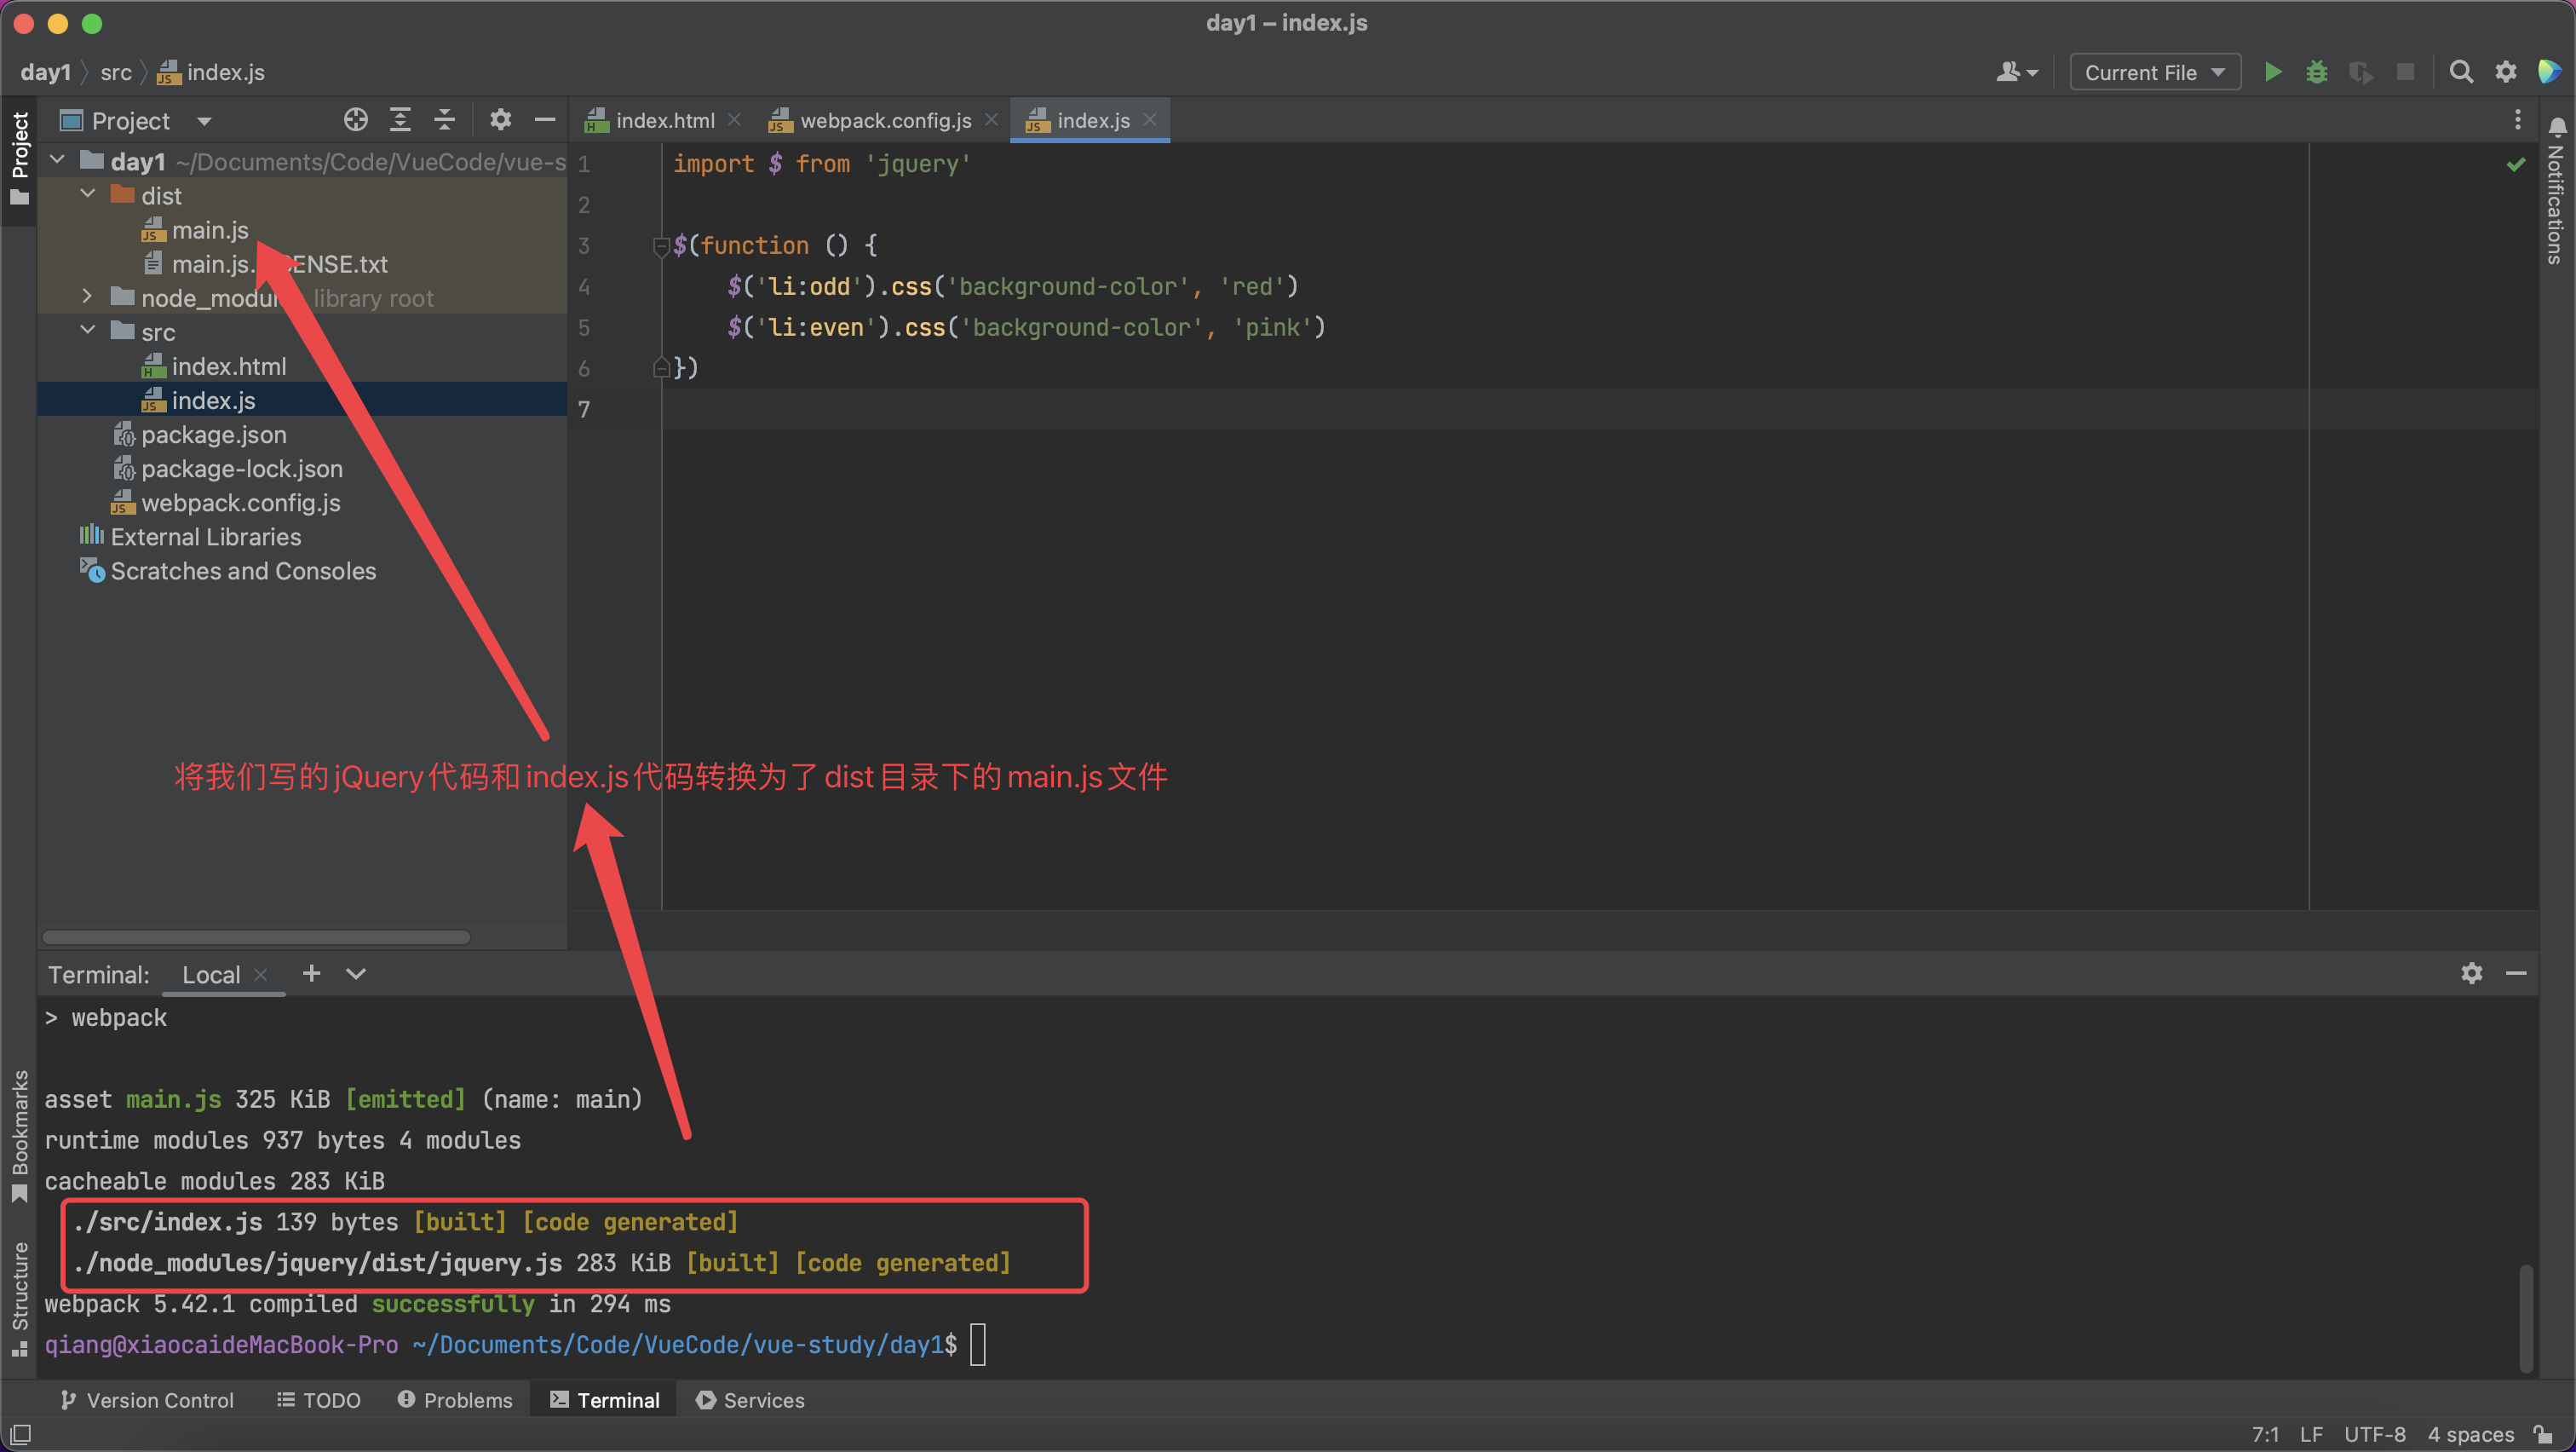 day1 – index.js
day1 src index.js
Current File
Project
Project
index.html
webpack.config.js
index.js
Notifications
day1 ~/Documents/Code/VueCode/vue-s
dist
main.js
main.js. ENSE.txt
library root
src
index.html
index.js
package.json
package-lock.json
webpack.config.js
External Libraries
Scratches and Consoles
1 import $ from 'jquery'
2
3 $(function () {
4 $('li:odd').css('background-color', 'red')
5 $('li:even').css('background-color', 'pink')
6 })
7
将我们写的jQuery代码和index.js代码转换为了dist目录下的main.js文件
Terminal: Local
> webpack
asset main.js 325 KiB [emitted] (name: main)
runtime modules 937 bytes 4 modules
cacheable modules 283 KiB
./src/index.js 139 bytes [built] [code generated]
./node_modules/jquery/dist/jquery.js 283 KiB [built] [code generated]
webpack 5.42.1 compiled successfully in 294 ms
qiang@xiaocaideMacBook-Pro ~/Documents/Code/VueCode/vue-study/day1$
Bookmarks
Structure
Version Control
TODO
Problems
Terminal
Services
7:1 LF UTF-8 4 spaces